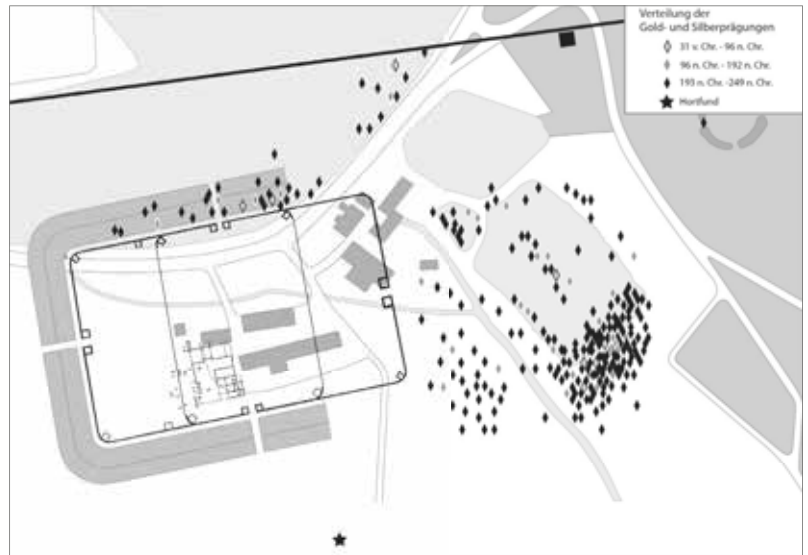 Verteilung der
Gold- und Silberprägungen
31 v. Chr. - 96 n. Chr.
96 n. Chr. - 192 n. Chr.
193 n. Chr. -249 n. Chr.
Hortfund